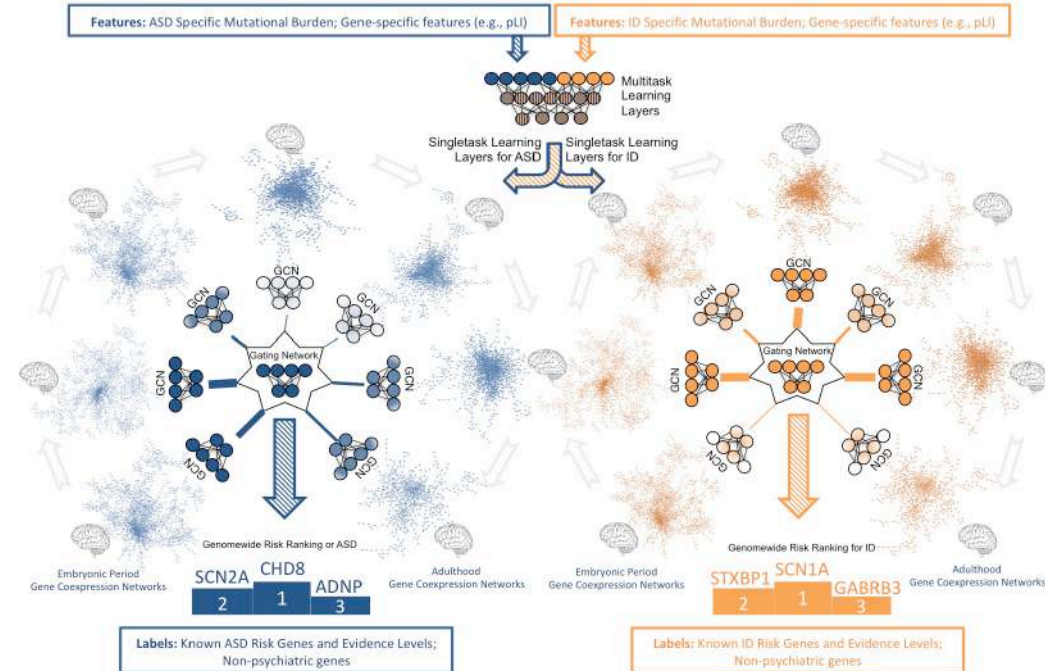 Features: ASD Specific Mutational Burden; Gene-specific features (e.g., pLI)
Features: ID Specific Mutational Burden; Gene-specific features (e.g., pLI)
Multitask
Learning
Layers
Singletask Learning
Layers for ASD
Singletask Learning
Layers for ID
GCN
GCN
GCN
Gating Network
GCN
GCN
GCN
GCN
Genomewide Risk Ranking or ASD
Embryonic Period
Gene Coexpression Networks
Adulthood
Gene Coexpression Networks
SCN2A
CHD8
ADNP
2
1
3
Labels: Known ASD Risk Genes and Evidence Levels;
Non-psychiatric genes
GCN
GCN
GCN
Gating Network
GCN
GCN
GCN
GCN
Genomewide Risk Ranking for ID
Embryonic Period
Gene Coexpression Networks
Adulthood
Gene Coexpression Networks
STXBP1
SCN1A
GABRB3
2
1
3
Labels: Known ID Risk Genes and Evidence Levels;
Non-psychiatric genes